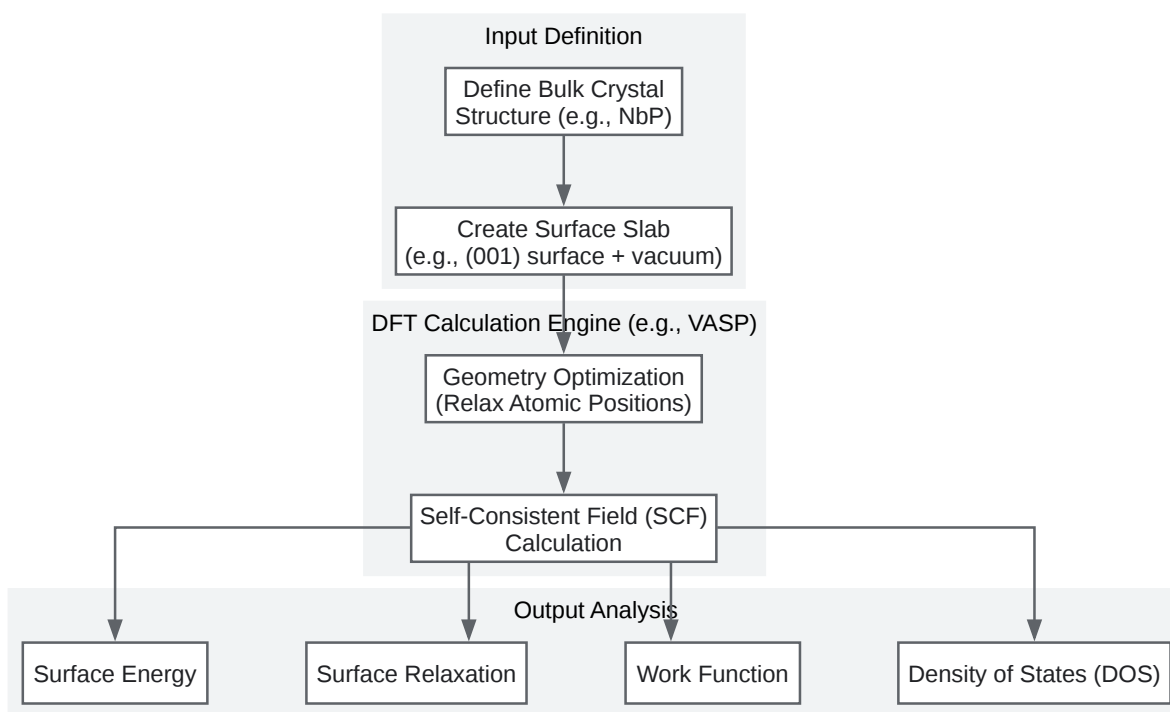 Input Definition
Define Bulk Crystal
Structure (e.g., NbP)
Create Surface Slab
(e.g., (001) surface + vacuum)
DFT Calculation Engine (e.g., VASP)
Geometry Optimization
(Relax Atomic Positions)
Self-Consistent Field (SCF)
Calculation
Output Analysis
Surface Energy
Surface Relaxation
Work Function
Density of States (DOS)